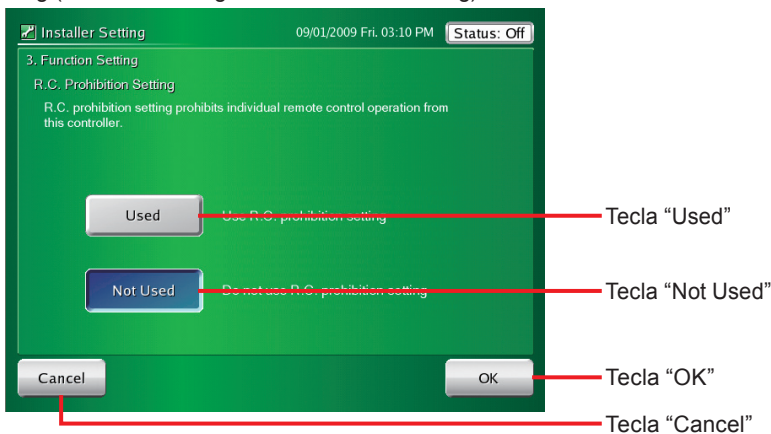 Installer Setting 09/01/2009 Fri. 03:10 PM Status: Off
3. Function Setting
R.C. Prohibition Setting
R.C. prohibition setting prohibits individual remote control operation from
this controller.
Used Use R.C. prohibition setting Tecla “Used”
Not Used Do not use R.C. prohibition setting Tecla “Not Used”
Cancel OK Tecla “OK”
Tecla “Cancel”